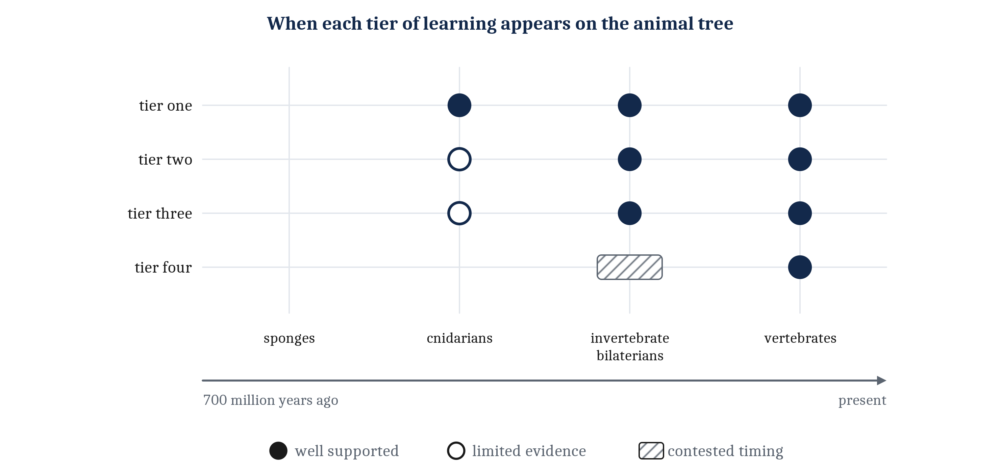 When each tier of learning appears on the animal tree
tier one
tier two
tier three
tier four
sponges
cnidarians
invertebrate
bilaterians
vertebrates
700 million years ago
present
well supported
limited evidence
contested timing